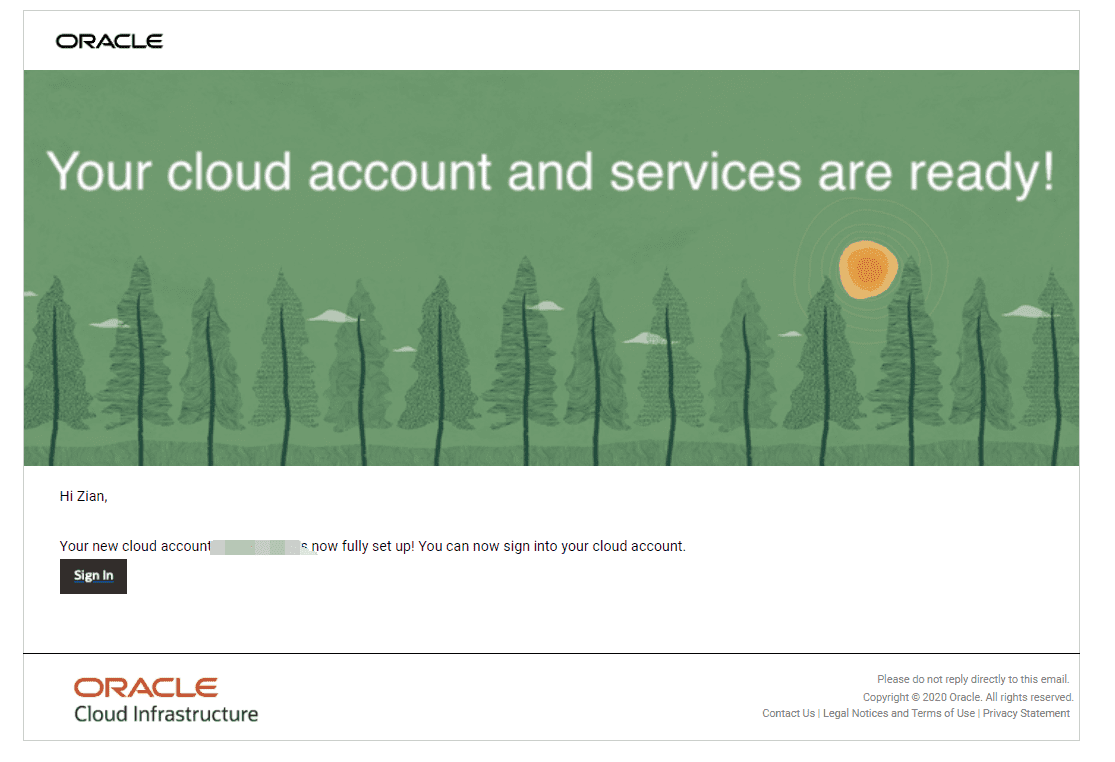 ORACLE
Your cloud account and services are ready!
Hi Zian,
Your new cloud account s now fully set up! You can now sign into your cloud account.
Sign In
ORACLE
Cloud Infrastructure
Please do not reply directly to this email.
Copyright © 2020 Oracle. All rights reserved.
Contact Us | Legal Notices and Terms of Use | Privacy Statement